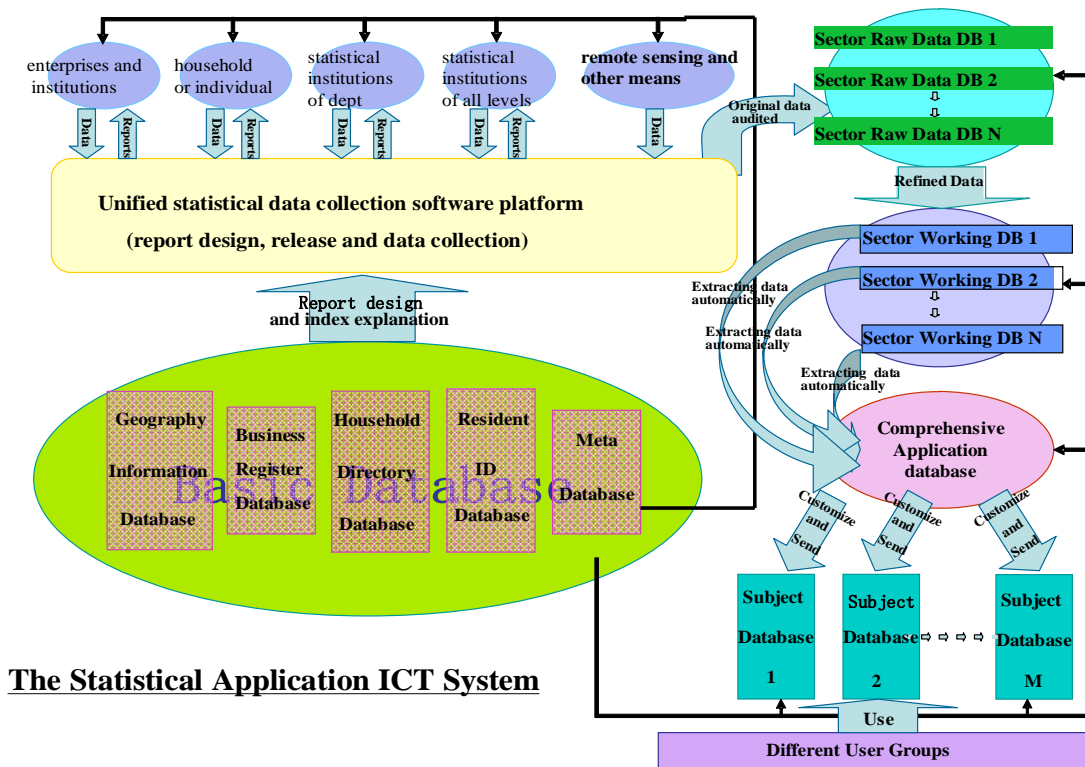 enterprises and
institutions
household
or individual
statistical
institutions
of dept
statistical
institutions
of all levels
remote sensing and
other means
Data
Reports
Data
Reports
Data
Reports
Data
Reports
Data
Original data
audited
Unified statistical data collection software platform
(report design, release and data collection)
Report design
and index explanation
Basic Database
Geography
Information
Database
Business
Register
Database
Household
Directory
Database
Resident
ID
Database
Meta
Database
The Statistical Application ICT System
Sector Raw Data DB 1
Sector Raw Data DB 2
Sector Raw Data DB N
Refined Data
Sector Working DB 1
Sector Working DB 2
Sector Working DB N
Extracting data
automatically
Extracting data
automatically
Extracting data
automatically
Comprehensive
Application
database
Customize
and
Send
Customize
and
Send
Customize
and
Send
Subject
Database
1
Subject
Database
2
Subject
Database
M
Use
Different User Groups